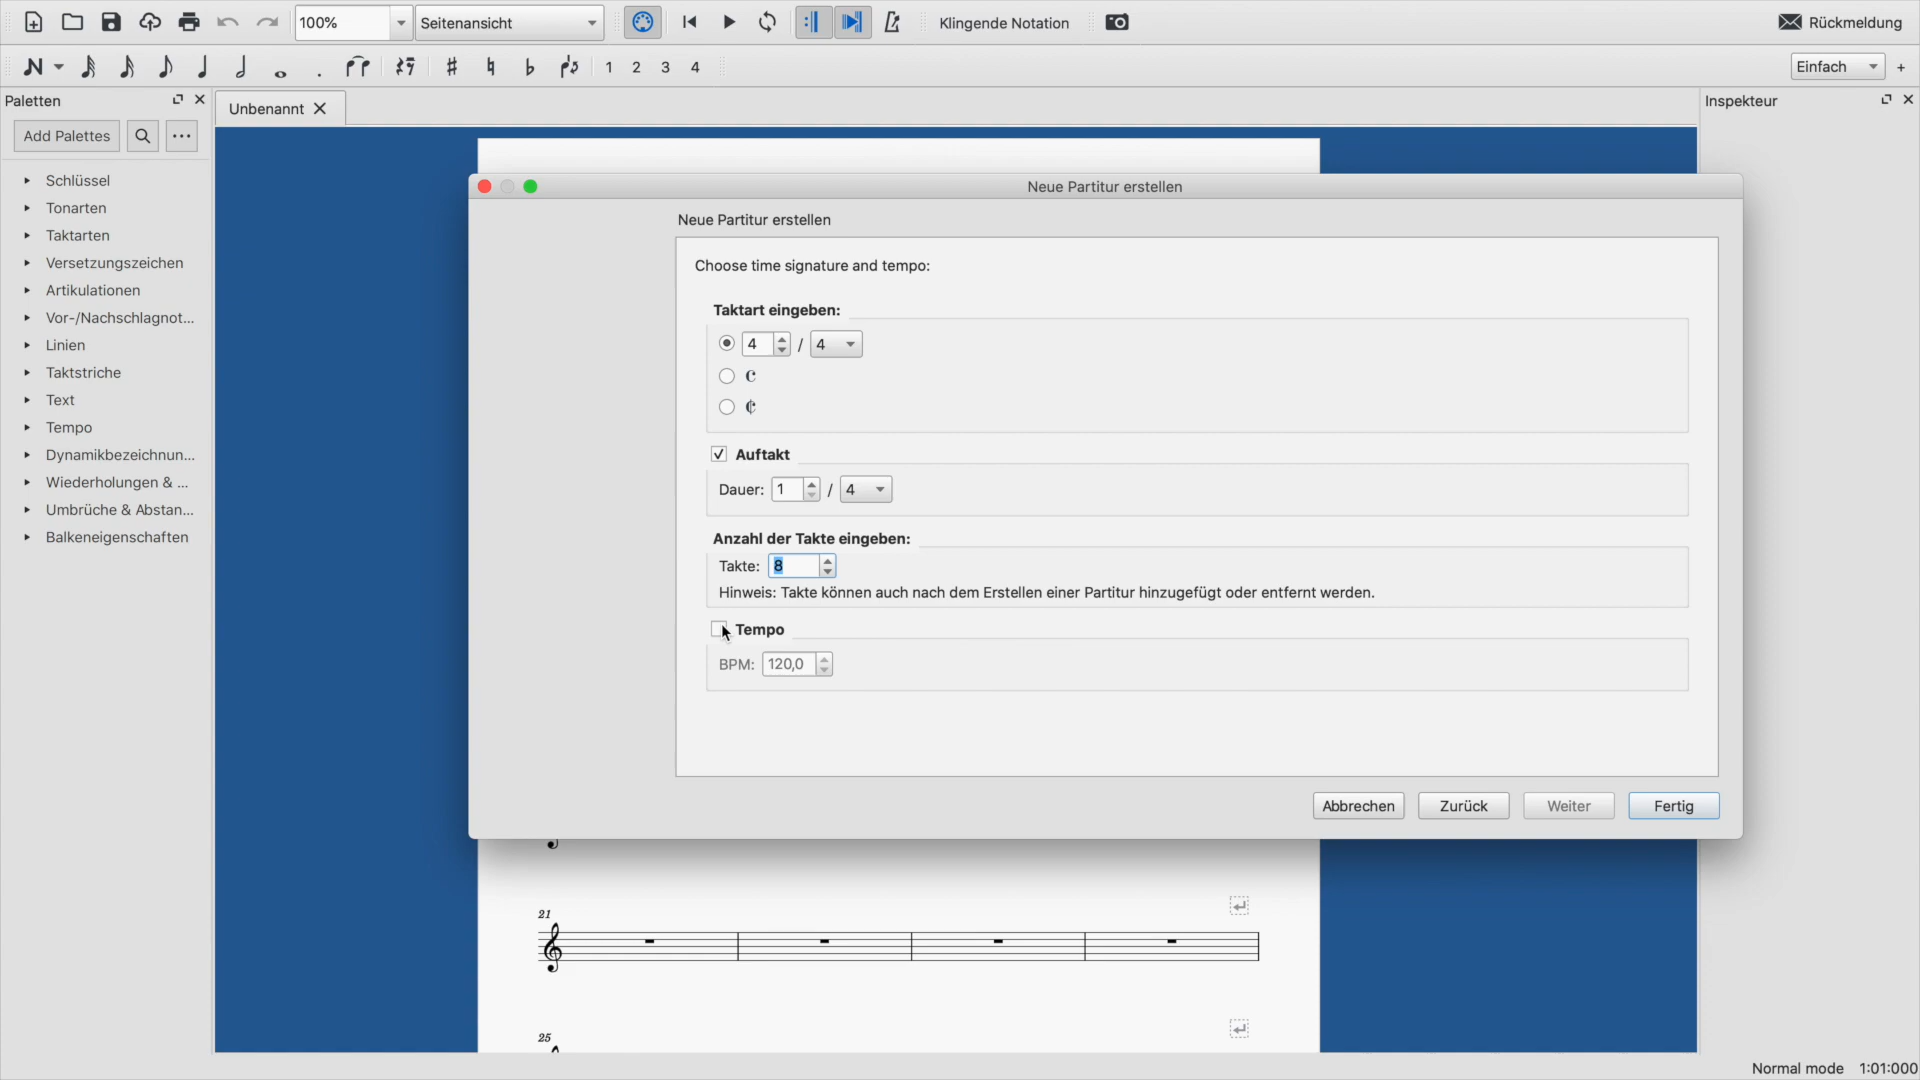 100% Seitenansicht Klingende Notation Rückmeldung
1 2 3 4 Einfach +
Paletten
Add Palettes
Schlüssel
Tonarten
Taktarten
Versetzungszeichen
Artikulationen
Vor-/Nachschlagnot...
Linien
Taktstriche
Text
Tempo
Dynamikbezeichnun...
Wiederholungen & ...
Umbrüche & Abstan...
Balkeneigenschaften
Unbenannt
Inspekteur
Neue Partitur erstellen
Neue Partitur erstellen
Choose time signature and tempo:
Taktart eingeben:
4 / 4
Auftakt
Dauer: 1 / 4
Anzahl der Takte eingeben:
Takte: 8
Hinweis: Takte können auch nach dem Erstellen einer Partitur hinzugefügt oder entfernt werden.
Tempo
BPM: 120,0
Abbrechen Zurück Weiter Fertig
21
25
Normal mode 1:01:000